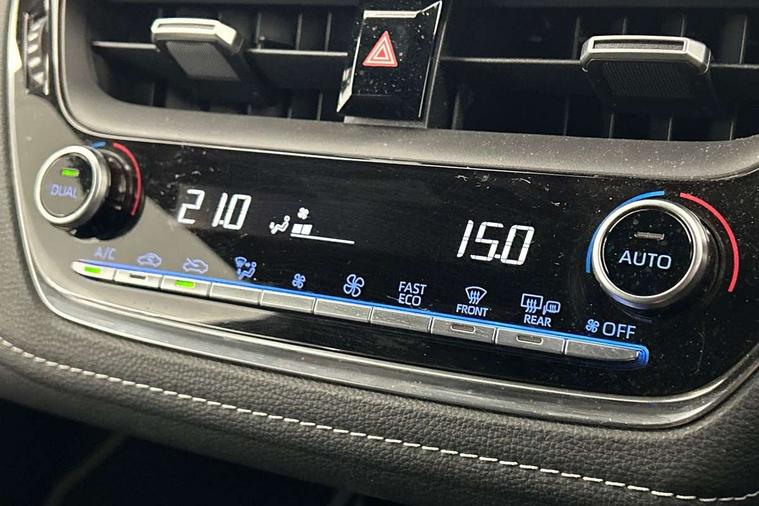 DUAL
21.0
15.0
AUTO
A/C
FAST
ECO
FRONT
REAR
OFF